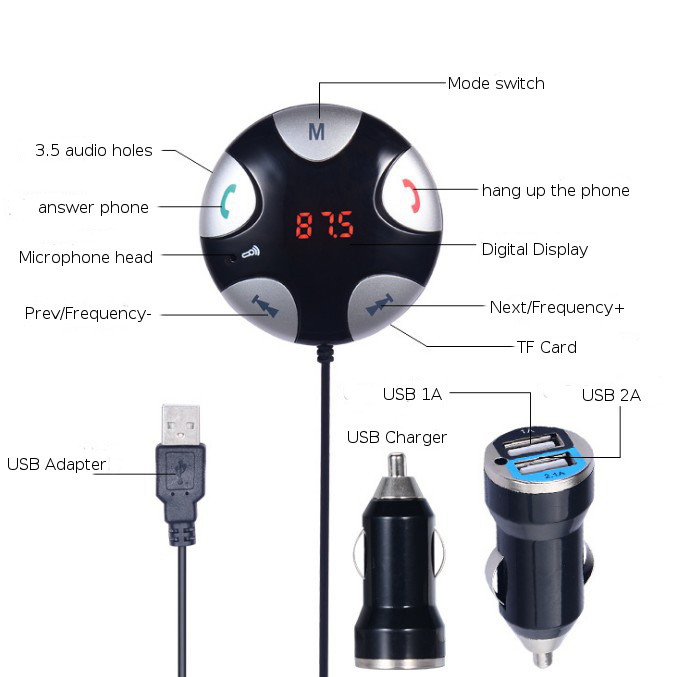 Mode switch
M
3.5 audio holes
hang up the phone
answer phone
87.5
Digital Display
Microphone head
Prev/Frequency-
Next/Frequency+
TF Card
USB 1A
USB 2A
1A
USB Charger
USB Adapter
2.1A